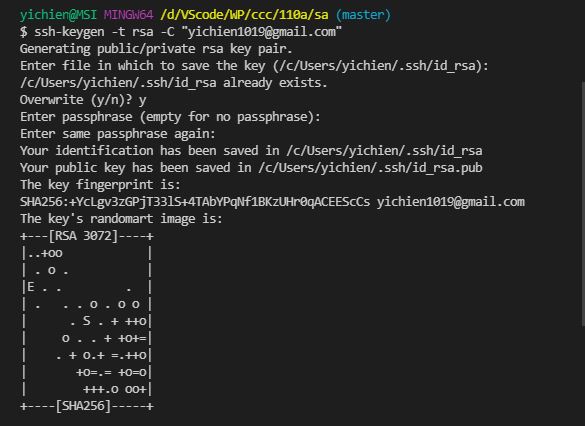 yichien@MSI MINGW64 /d/VScode/WP/ccc/110a/sa (master)
$ ssh-keygen -t rsa -C "yichien1019@gmail.com"
Generating public/private rsa key pair.
Enter file in which to save the key (/c/Users/yichien/.ssh/id_rsa):
/c/Users/yichien/.ssh/id_rsa already exists.
Overwrite (y/n)? y
Enter passphrase (empty for no passphrase):
Enter same passphrase again:
Your identification has been saved in /c/Users/yichien/.ssh/id_rsa
Your public key has been saved in /c/Users/yichien/.ssh/id_rsa.pub
The key fingerprint is:
SHA256:+YcLgv3zGPjT33lS+4TAbYPqNf1BKzUHr0qACEEScCs yichien1019@gmail.com
The key's randomart image is:
+---[RSA 3072]----+
|..+oo            |
| . o .           |
|E . .         .  |
| .   . . o . o o |
|      . S . + ++o|
|     o . . + +o+=|
|    . + o.+ =.++o|
|       +o=.= +o=o|
|        +++.o oo+|
+----[SHA256]-----+